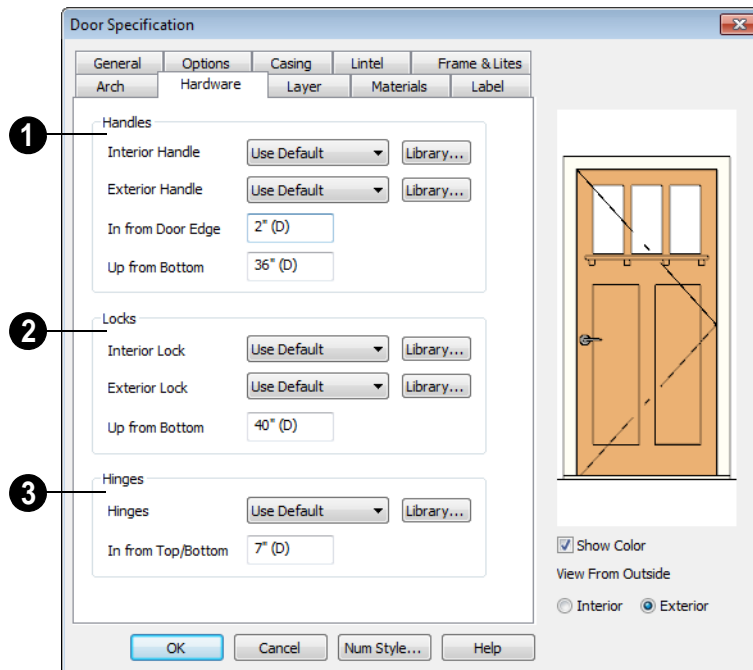 Door Specification
General Options Casing Lintel Frame & Lites
Arch Hardware Layer Materials Label
1
Handles
Interior Handle Use Default Library...
Exterior Handle Use Default Library...
In from Door Edge 2" (D)
Up from Bottom 36" (D)
2
Locks
Interior Lock Use Default Library...
Exterior Lock Use Default Library...
Up from Bottom 40" (D)
3
Hinges
Hinges Use Default Library...
In from Top/Bottom 7" (D)
Show Color
View From Outside
Interior Exterior
OK Cancel Num Style... Help